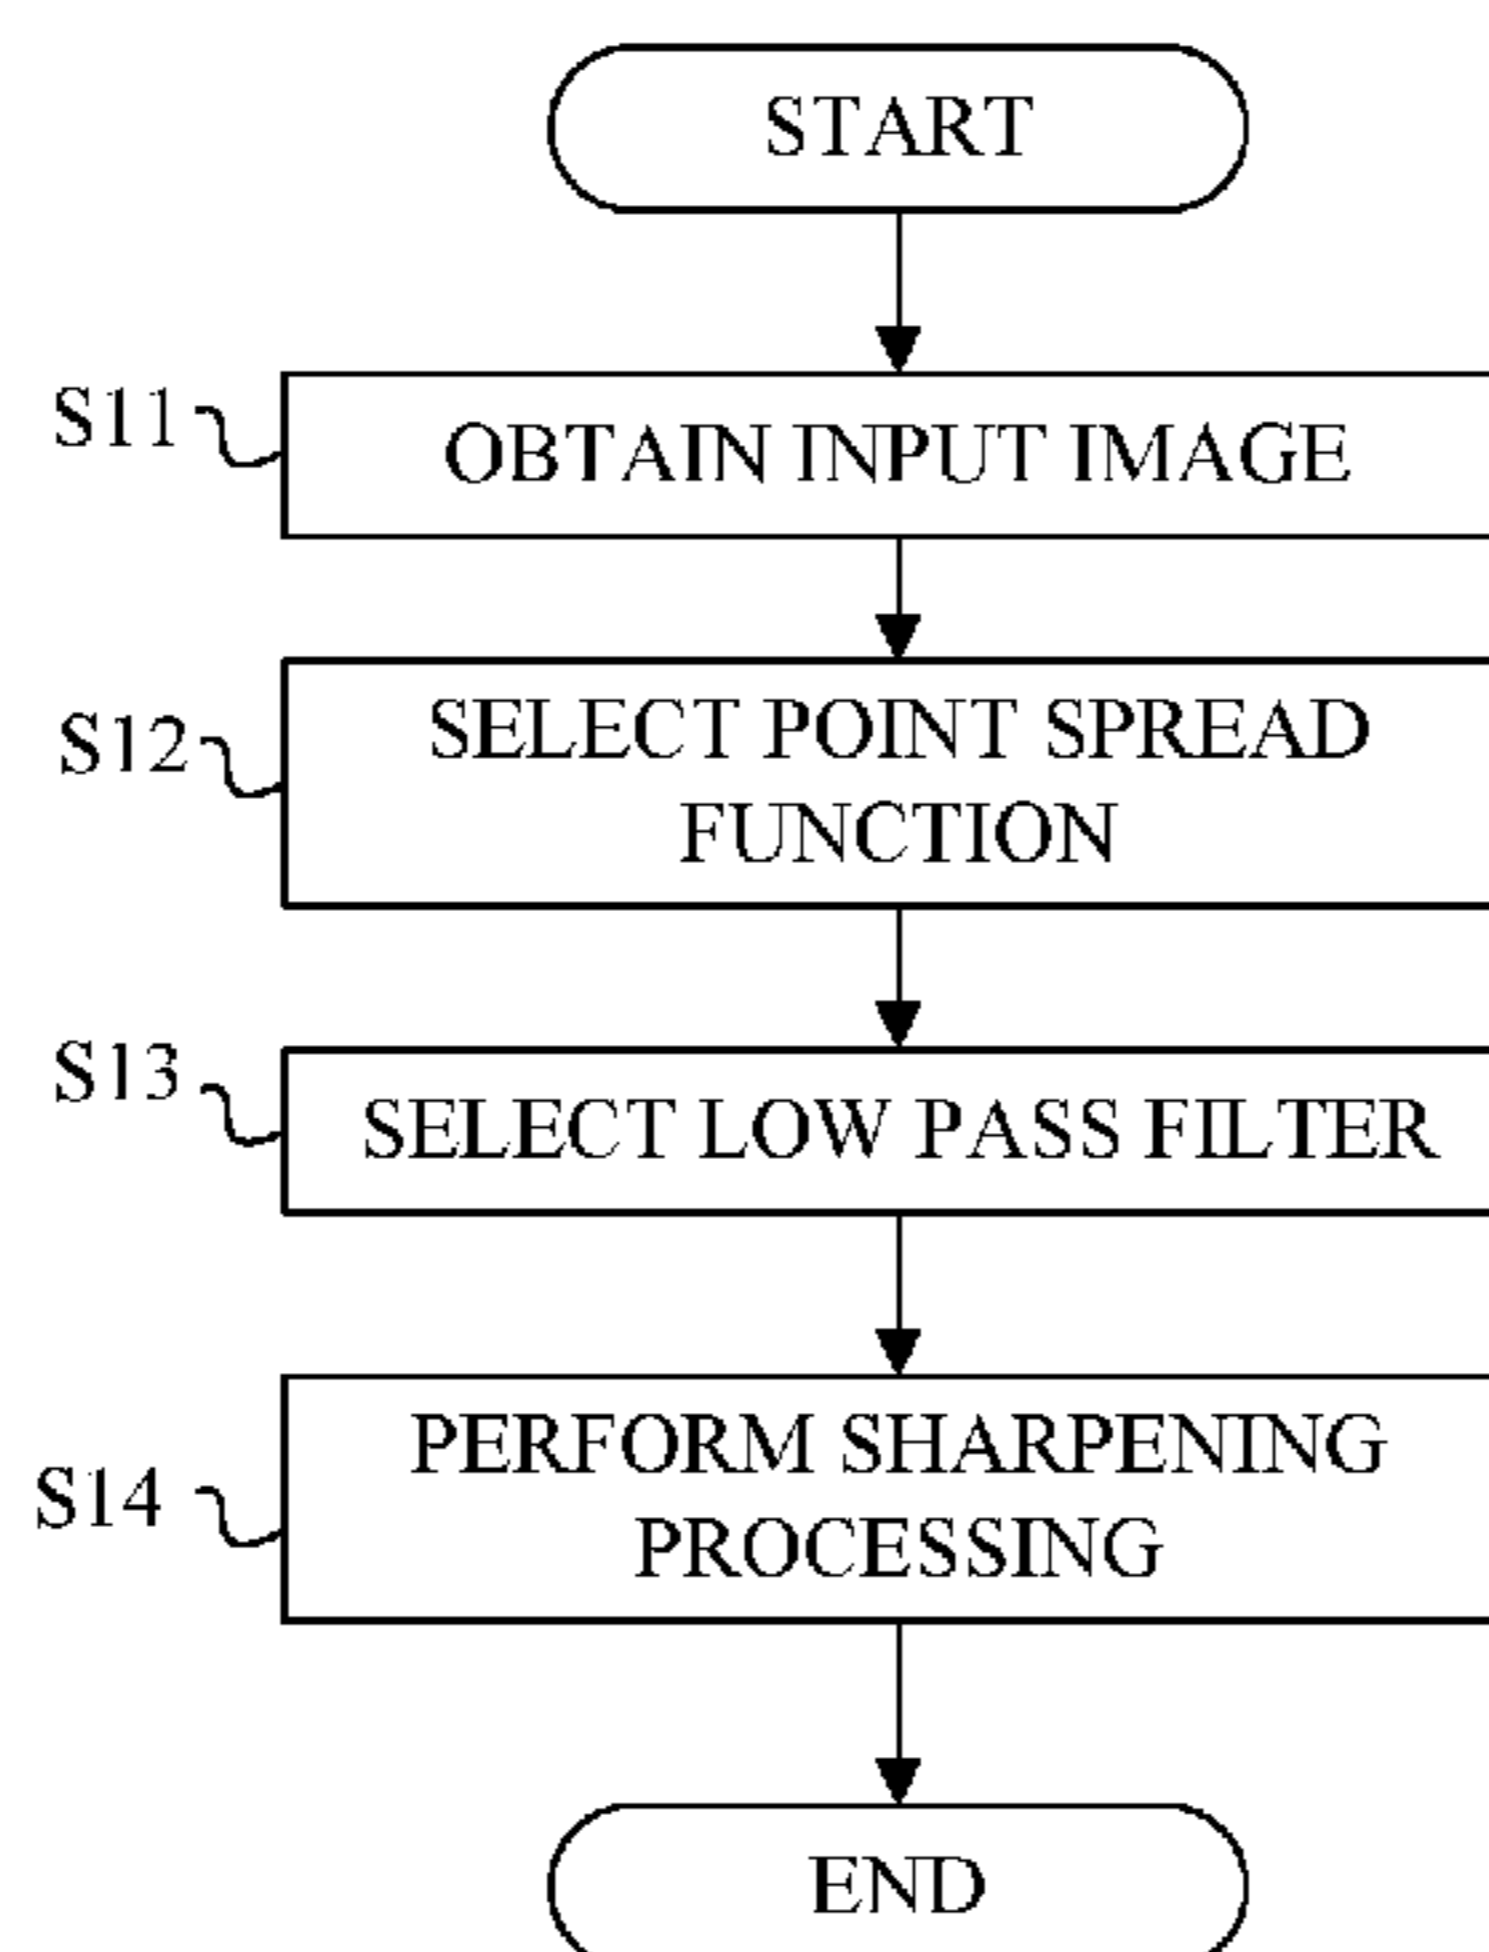 START
S11
OBTAIN INPUT IMAGE
S12
SELECT POINT SPREAD
FUNCTION
S13
SELECT LOW PASS FILTER
S14
PERFORM SHARPENING
PROCESSING
END